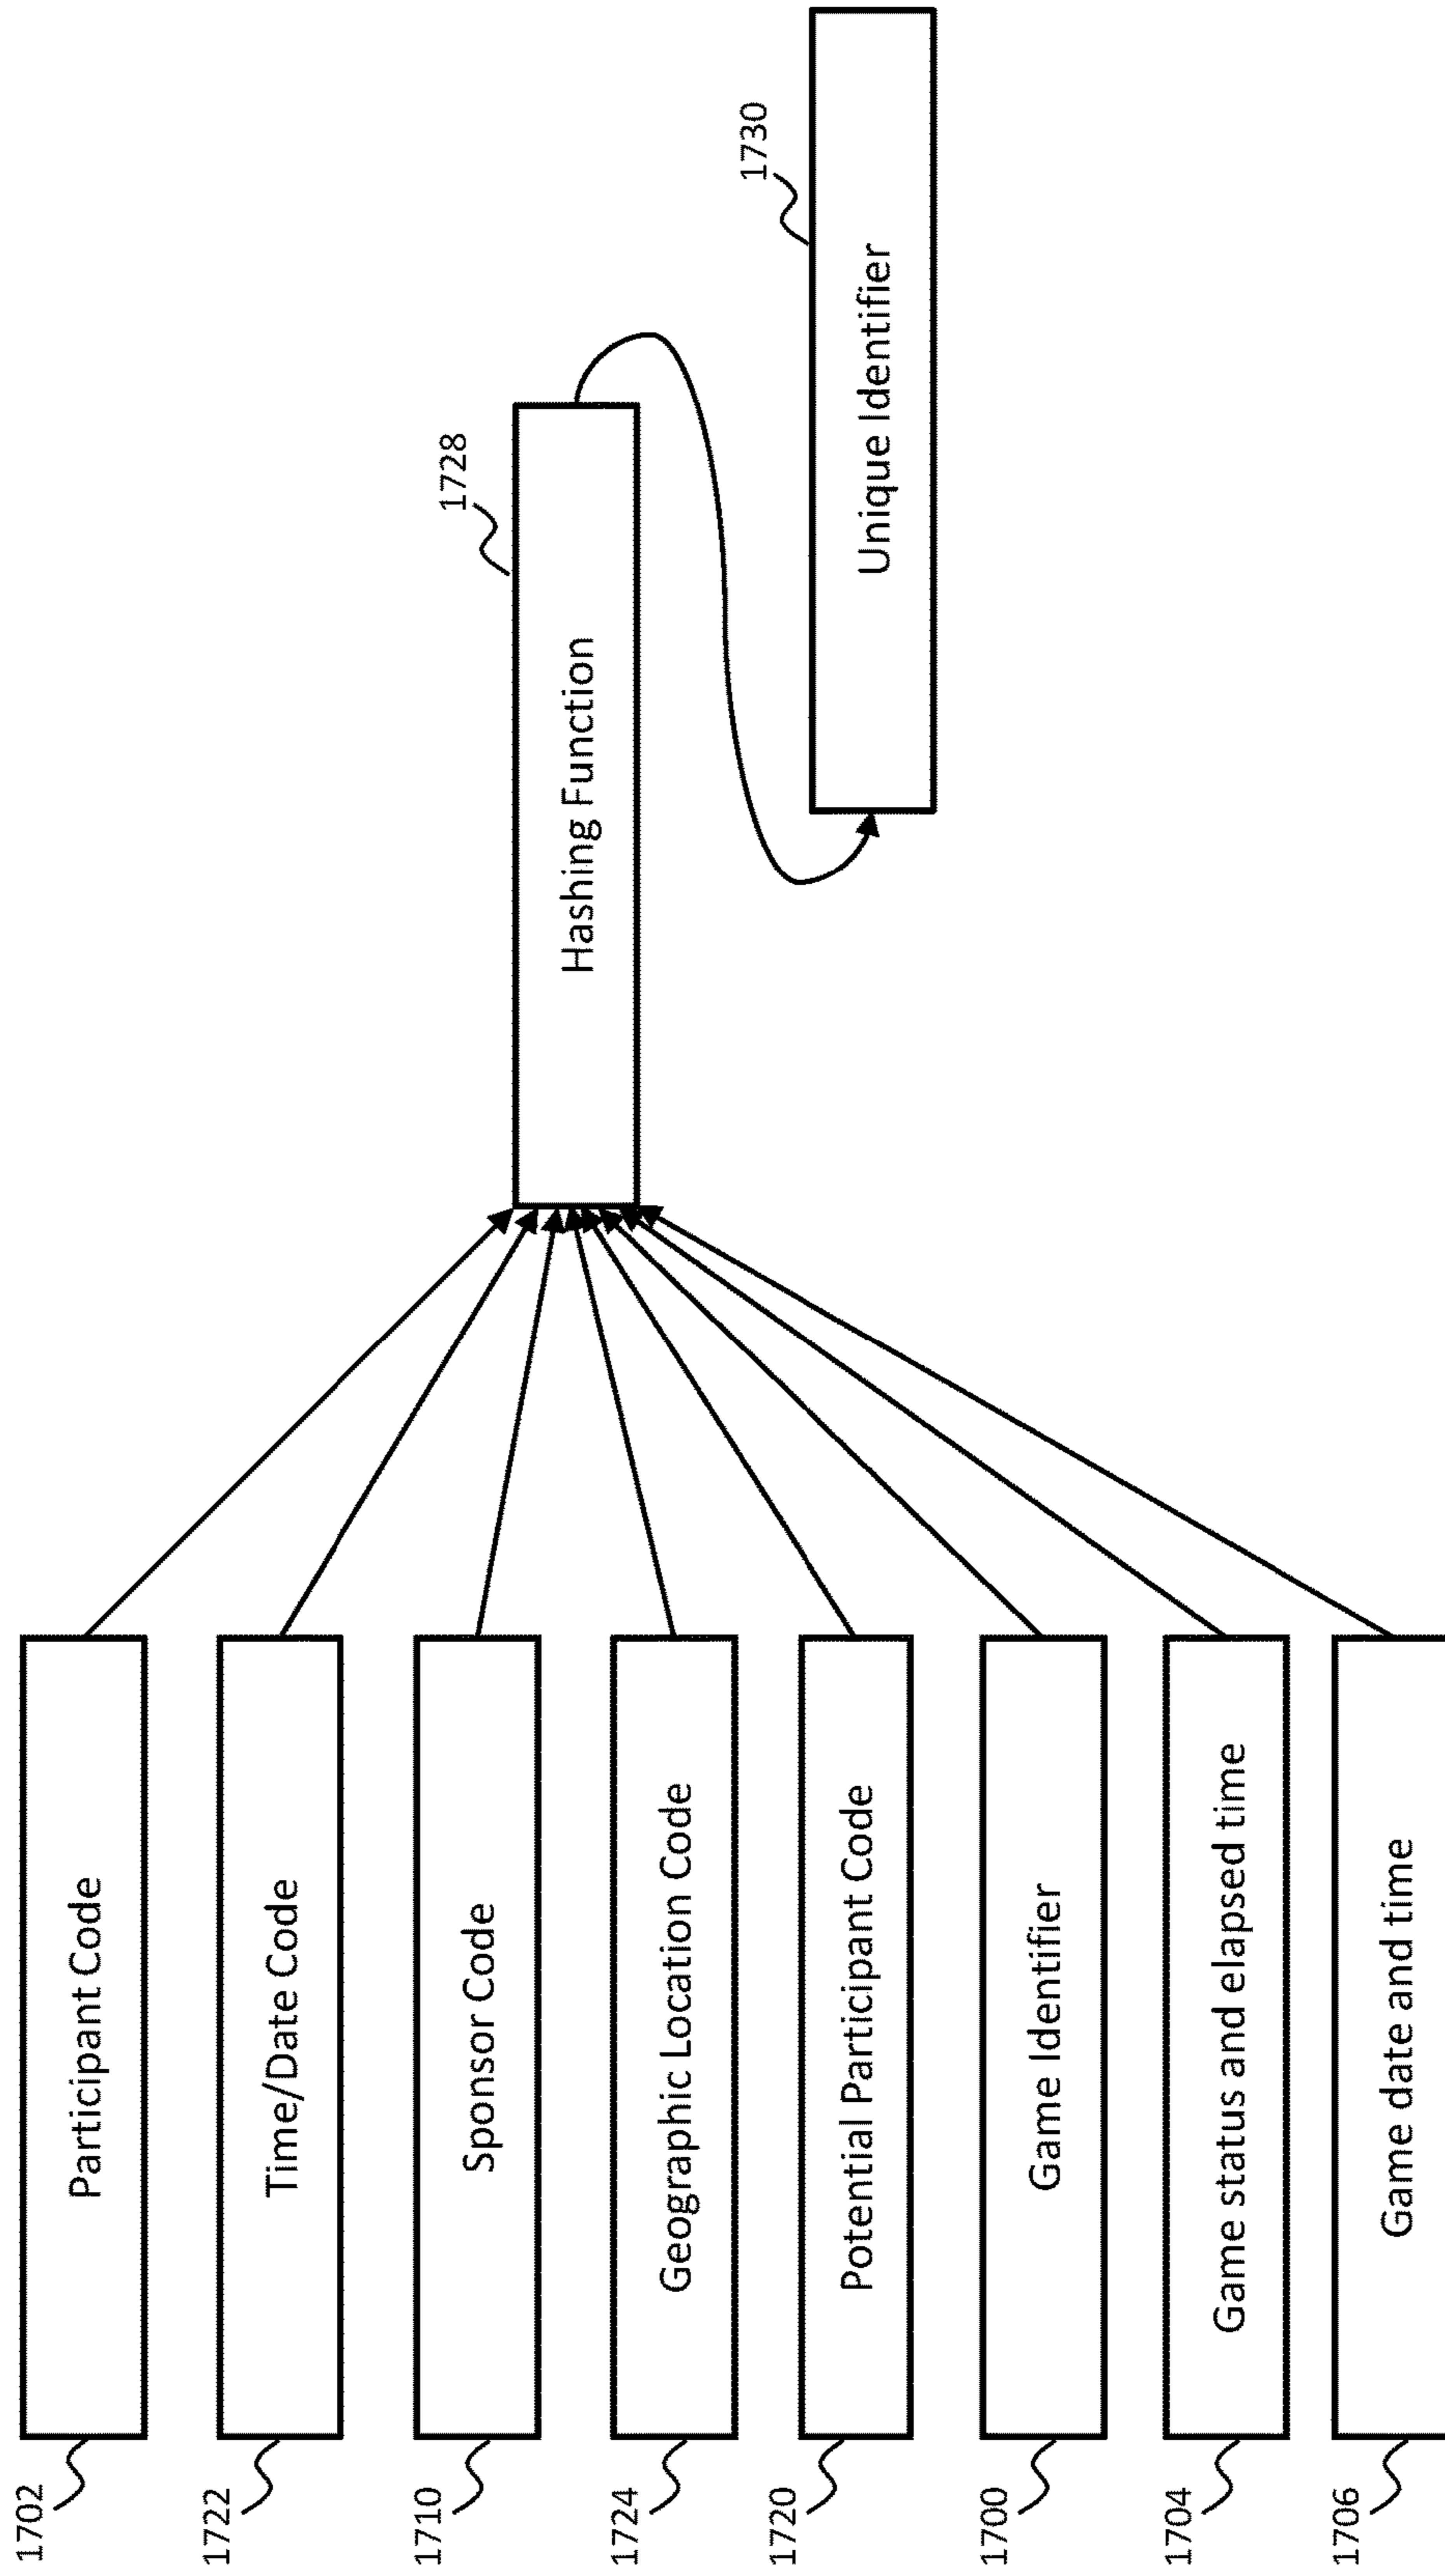 1702
Participant Code
1722
Time/Date Code
1710
Sponsor Code
1724
Geographic Location Code
1720
Potential Participant Code
1700
Game Identifier
1704
Game status and elapsed time
1706
Game date and time
1728
Hashing Function
1730
Unique Identifier